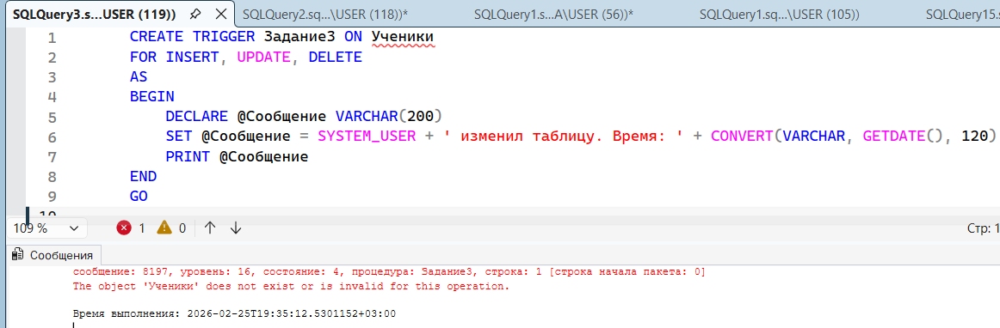 SQLQuery3.s...USER (119)) SQLQuery2.sq...\USER (118))* SQLQuery1.s...A\USER (56))* SQLQuery1.sq...\USER (105)) SQLQuery15.s
1 CREATE TRIGGER Задание3 ON Ученики
2 FOR INSERT, UPDATE, DELETE
3 AS
4 BEGIN
5 DECLARE @Сообщение VARCHAR(200)
6 SET @Сообщение = SYSTEM_USER + ' изменил таблицу. Время: ' + CONVERT(VARCHAR, GETDATE(), 120)
7 PRINT @Сообщение
8 END
9 GO
10
109 % 1 0 Стр: 1
Сообщения
сообщение: 8197, уровень: 16, состояние: 4, процедура: Задание3, строка: 1 [строка начала пакета: 0]
The object 'Ученики' does not exist or is invalid for this operation.
Время выполнения: 2026-02-25T19:35:12.5301152+03:00